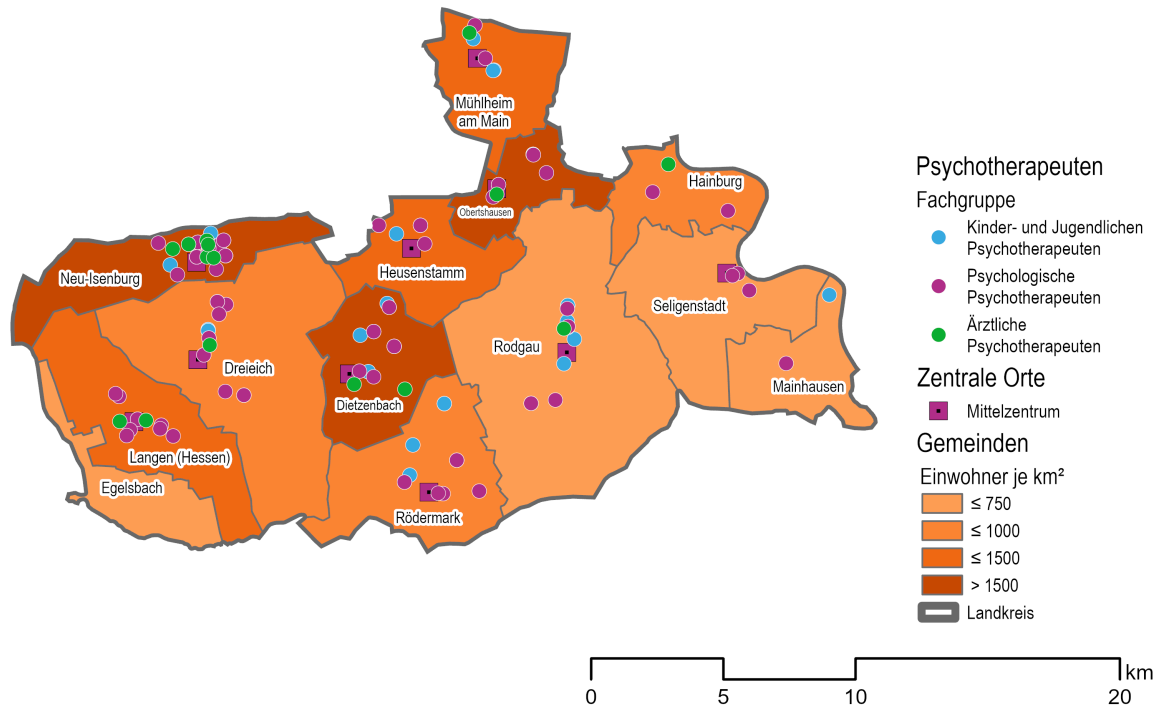 Mühlheim
am Main
Hainburg
Obertshausen
Neu-Isenburg
Heusenstamm
Seligenstadt
Rodgau
Dreieich
Mainhausen
Dietzenbach
Langen (Hessen)
Egelsbach
Rödermark
Psychotherapeuten
Fachgruppe
Kinder- und Jugendlichen
Psychotherapeuten
Psychologische
Psychotherapeuten
Ärztliche
Psychotherapeuten
Zentrale Orte
Mittelzentrum
Gemeinden
Einwohner je km²
≤ 750
≤ 1000
≤ 1500
> 1500
Landkreis
km
0 5 10 20